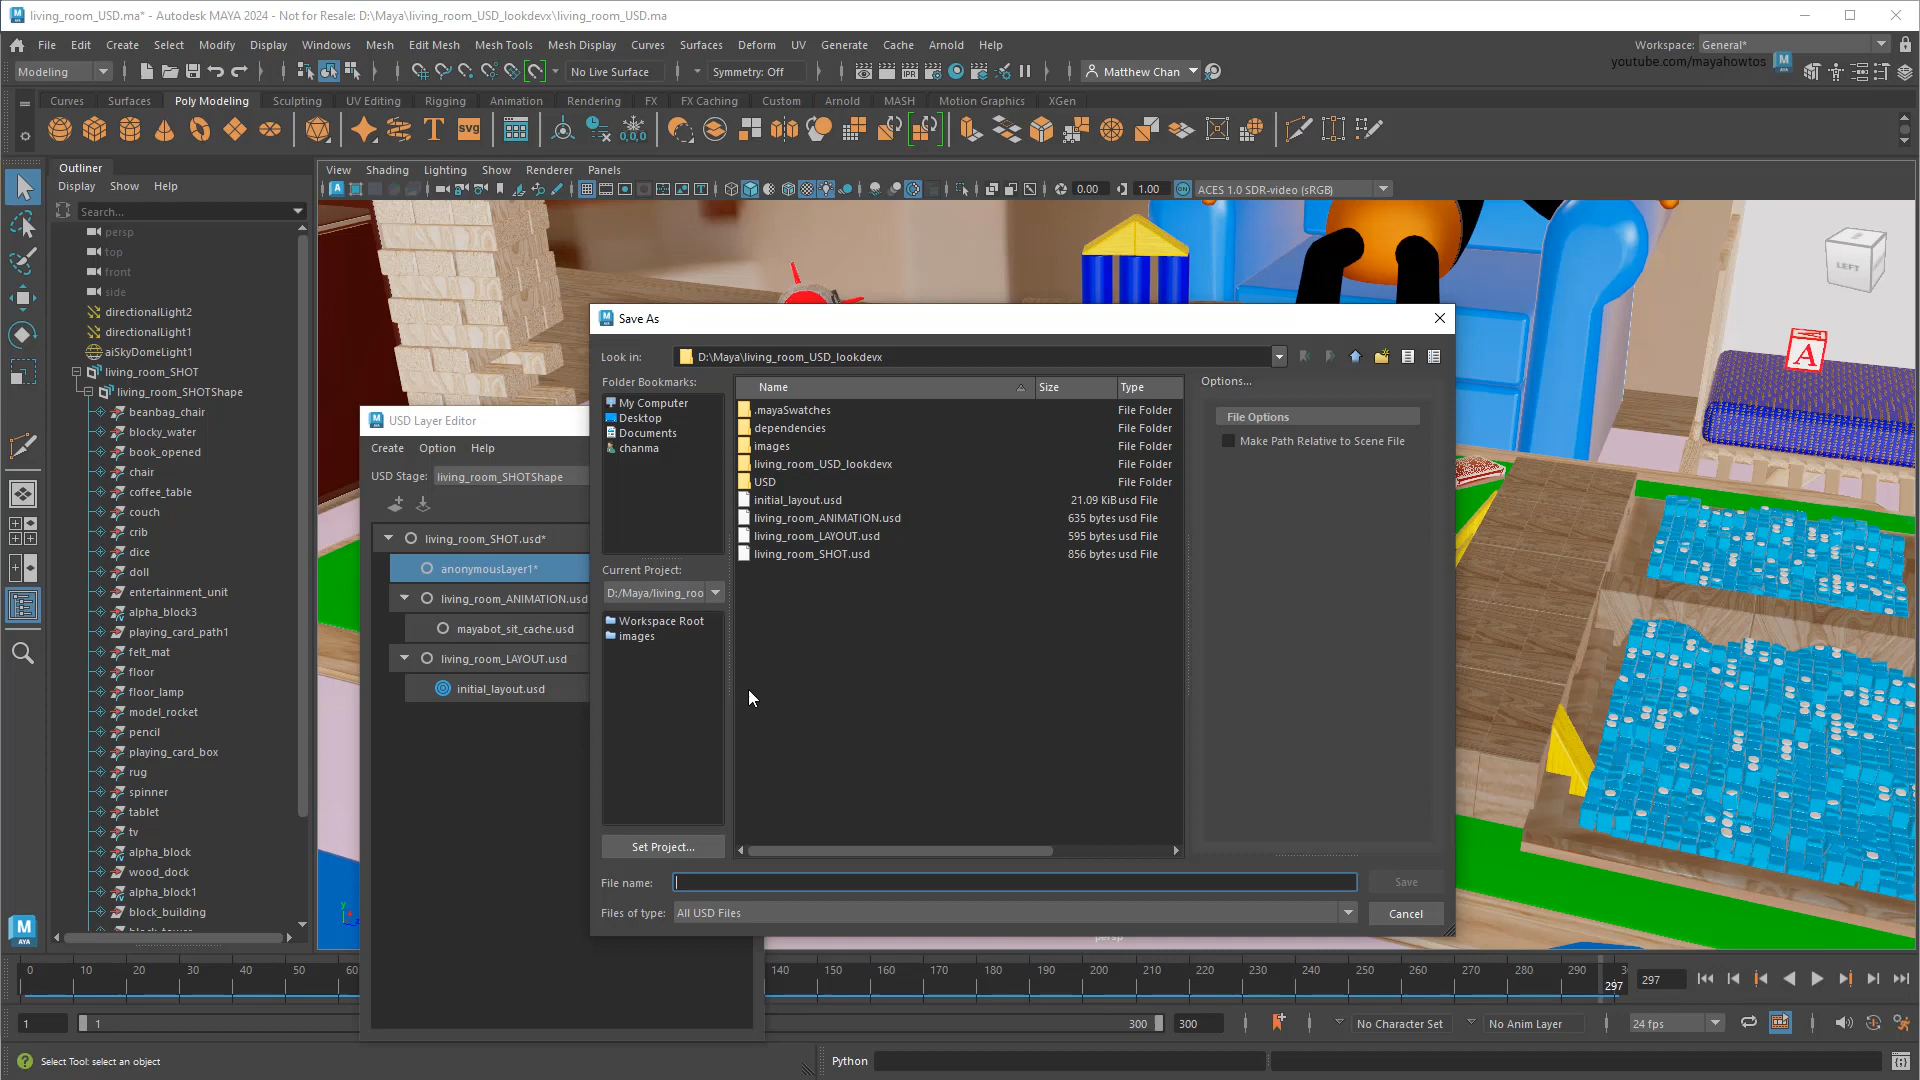 living_room_USD.ma* - Autodesk MAYA 2024 - Not for Resale: D:\Maya\living_room_USD_lookdevx\living_room_USD.ma
File Edit Create Select Modify Display Windows Mesh Edit Mesh Mesh Tools Mesh Display Curves Surfaces Deform UV Generate Cache Arnold Help
Workspace: General*
youtube.com/mayahowtos
Modeling
No Live Surface
Symmetry: Off
Matthew Chan
Curves Surfaces Poly Modeling Sculpting UV Editing Rigging Animation Rendering FX FX Caching Custom Arnold MASH Motion Graphics XGen
Outliner
Display Show Help
Search...
persp
top
front
side
directionalLight2
directionalLight1
aiSkyDomeLight1
living_room_SHOT
living_room_SHOTShape
beanbag_chair
blocky_water
book_opened
chair
coffee_table
couch
crib
dice
doll
entertainment_unit
alpha_block3
playing_card_path1
felt_mat
floor
floor_lamp
model_rocket
pencil
playing_card_box
rug
spinner
tablet
tv
alpha_block
wood_dock
alpha_block1
block_building
View Shading Lighting Show Renderer Panels
0.00
1.00
ACES 1.0 SDR-video (sRGB)
LEFT
A
persp
USD Layer Editor
Create Option Help
USD Stage: living_room_SHOTShape
living_room_SHOT.usd*
anonymousLayer1*
living_room_ANIMATION.usd
mayabot_sit_cache.usd
living_room_LAYOUT.usd
initial_layout.usd
Save As
Look in: D:\Maya\living_room_USD_lookdevx
Folder Bookmarks:
My Computer
Desktop
Documents
chanma
Current Project:
D:/Maya/living_roo
Workspace Root
images
Set Project...
Name Size Type
.mayaSwatches File Folder
dependencies File Folder
images File Folder
living_room_USD_lookdevx File Folder
USD File Folder
initial_layout.usd 21.09 KiB usd File
living_room_ANIMATION.usd 635 bytes usd File
living_room_LAYOUT.usd 595 bytes usd File
living_room_SHOT.usd 856 bytes usd File
Options...
File Options
Make Path Relative to Scene File
File name:
Save
Files of type: All USD Files
Cancel
0 10 20 30 40 50 60 140 150 160 170 180 190 200 210 220 230 240 250 260 270 280 290
297
297
1
1
300
300
No Character Set
No Anim Layer
24 fps
Select Tool: select an object
Python